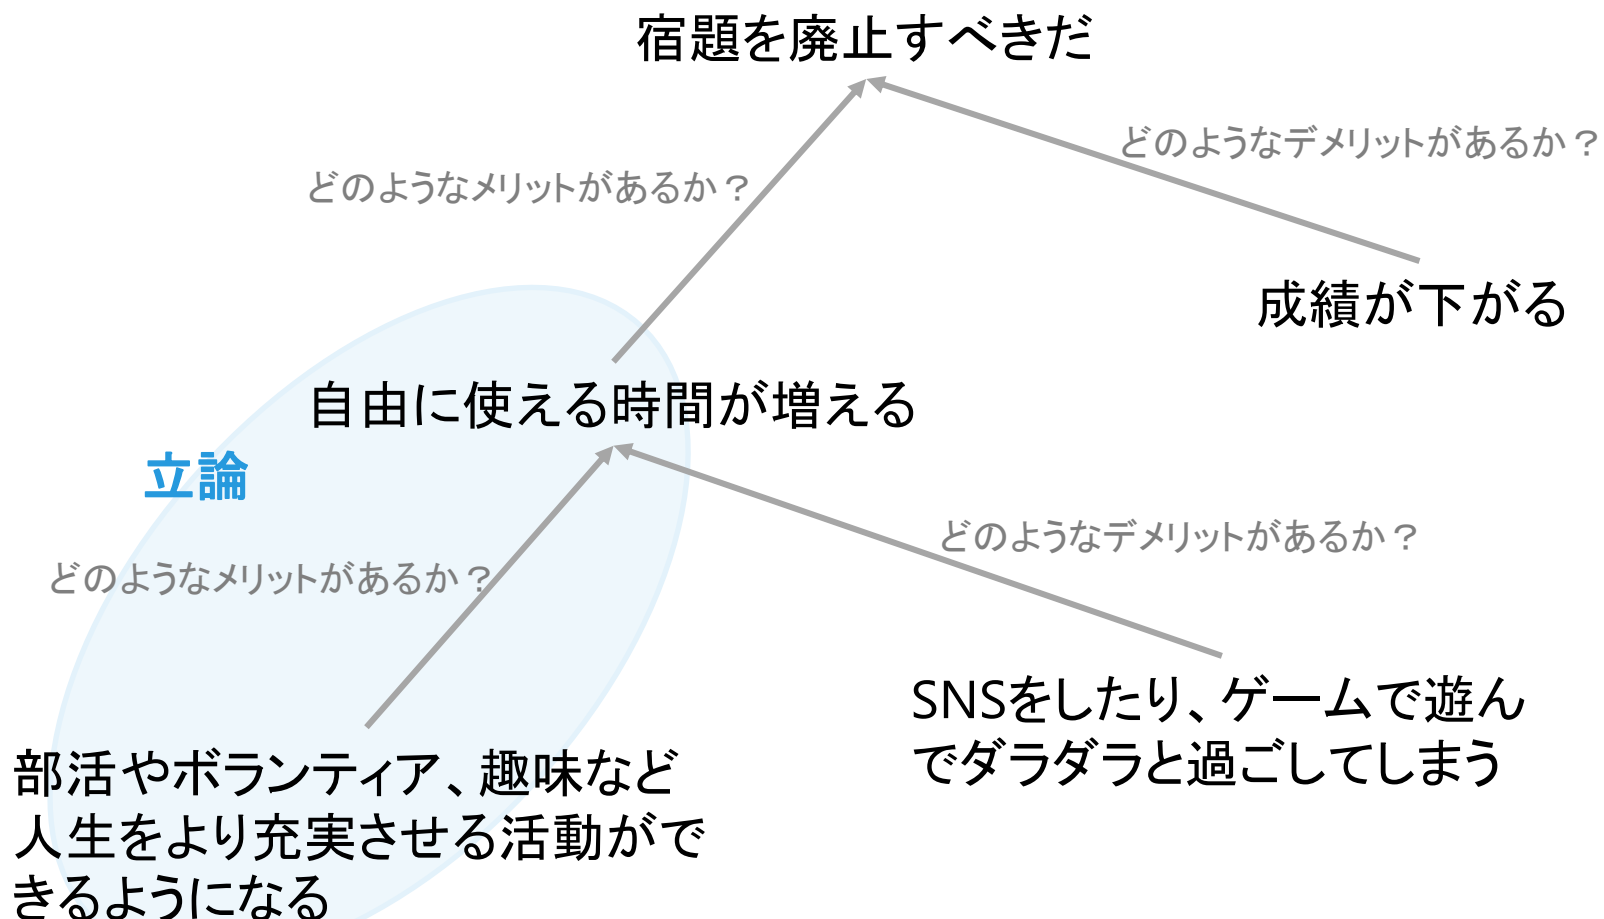 宿題を廃止すべきだ
どのようなデメリットがあるか？
どのようなメリットがあるか？
成績が下がる
自由に使える時間が増える
立論
どのようなデメリットがあるか？
どのようなメリットがあるか？
SNSをしたり、ゲームで遊ん
でダラダラと過ごしてしまう
部活やボランティア、趣味など
人生をより充実させる活動がで
きるようになる